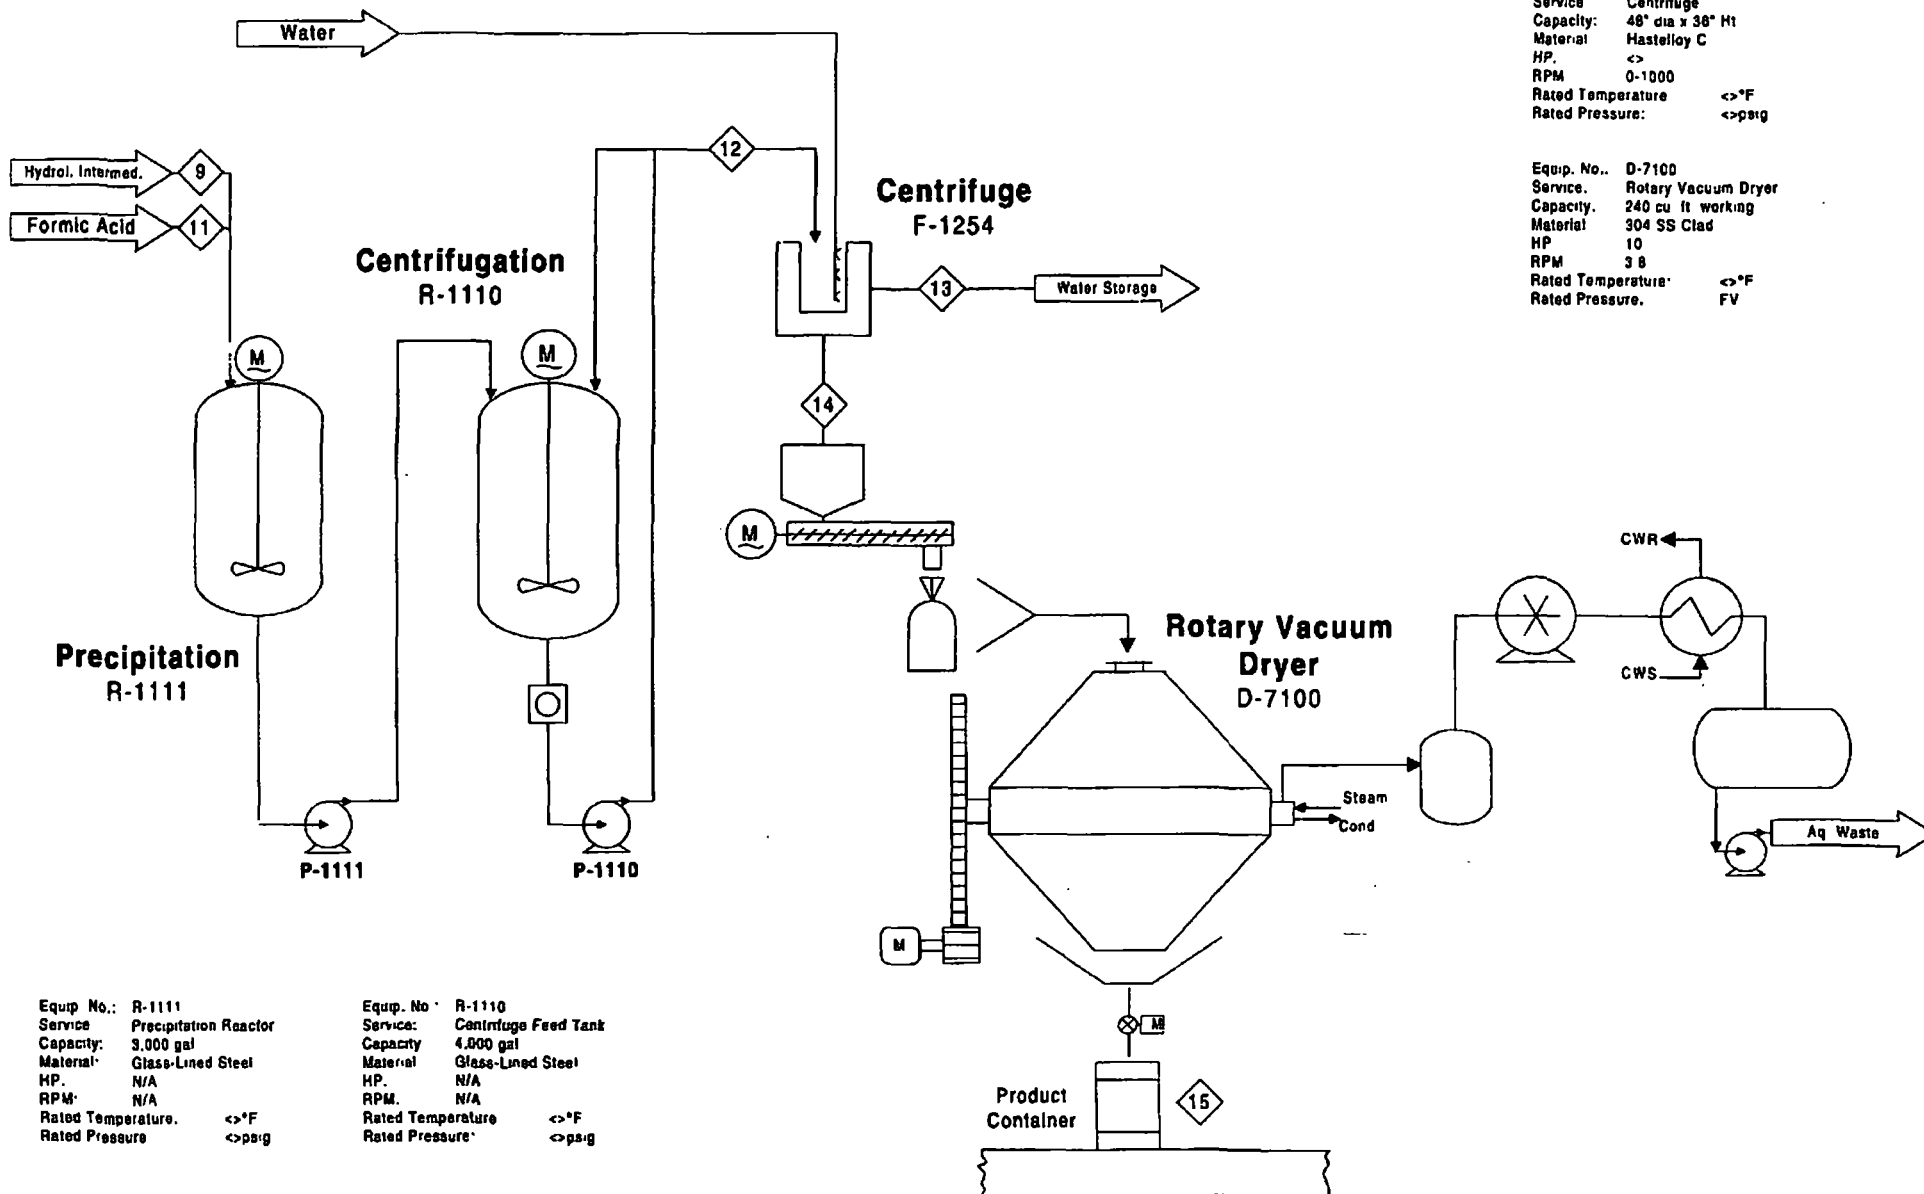 Water
Service Centrifuge
Capacity: 48" dia x 36" Ht
Material Hastelloy C
HP. <>
RPM 0-1000
Rated Temperature <>°F
Rated Pressure: <>psig
Equip. No.. D-7100
Service. Rotary Vacuum Dryer
Capacity. 240 cu ft working
Material 304 SS Clad
HP 10
RPM 3 8
Rated Temperature· <>°F
Rated Pressure. FV
Hydrol. Intermed. 9
Formic Acid 11
12
Centrifuge
F-1254
Centrifugation
R-1110
13
Water Storage
M
M
14
M
CWR
CWS
Precipitation
R-1111
Rotary Vacuum
Dryer
D-7100
Steam
Cond
Aq Waste
P-1111
P-1110
M
M
Product
Container
15
Equip No.: R-1111
Service Precipitation Reactor
Capacity: 3,000 gal
Material· Glass-Lined Steel
HP. N/A
RPM· N/A
Rated Temperature. <>°F
Rated Pressure <>psig
Equip. No · R-1110
Service: Centrifuge Feed Tank
Capacity 4,000 gal
Material Glass-Lined Steel
HP. N/A
RPM. N/A
Rated Temperature <>°F
Rated Pressure· <>psig